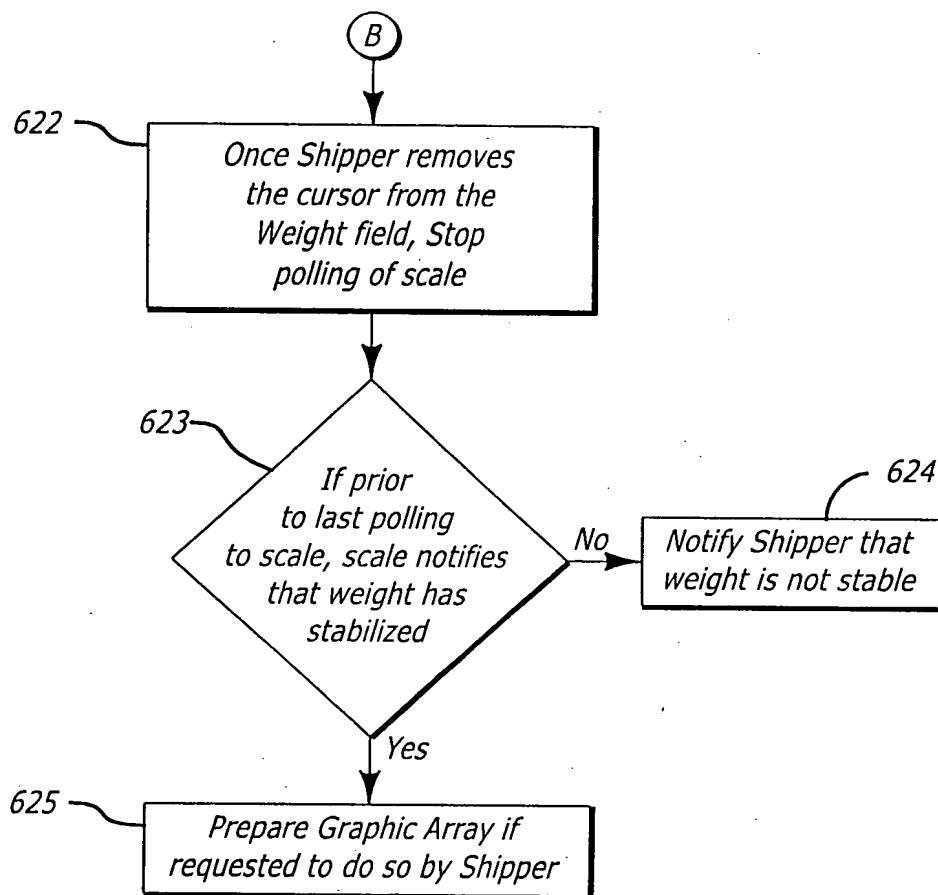 B
622
Once Shipper removes
the cursor from the
Weight field, Stop
polling of scale
623
If prior
to last polling
to scale, scale notifies
that weight has
stabilized
No
624
Notify Shipper that
weight is not stable
Yes
625
Prepare Graphic Array if
requested to do so by Shipper